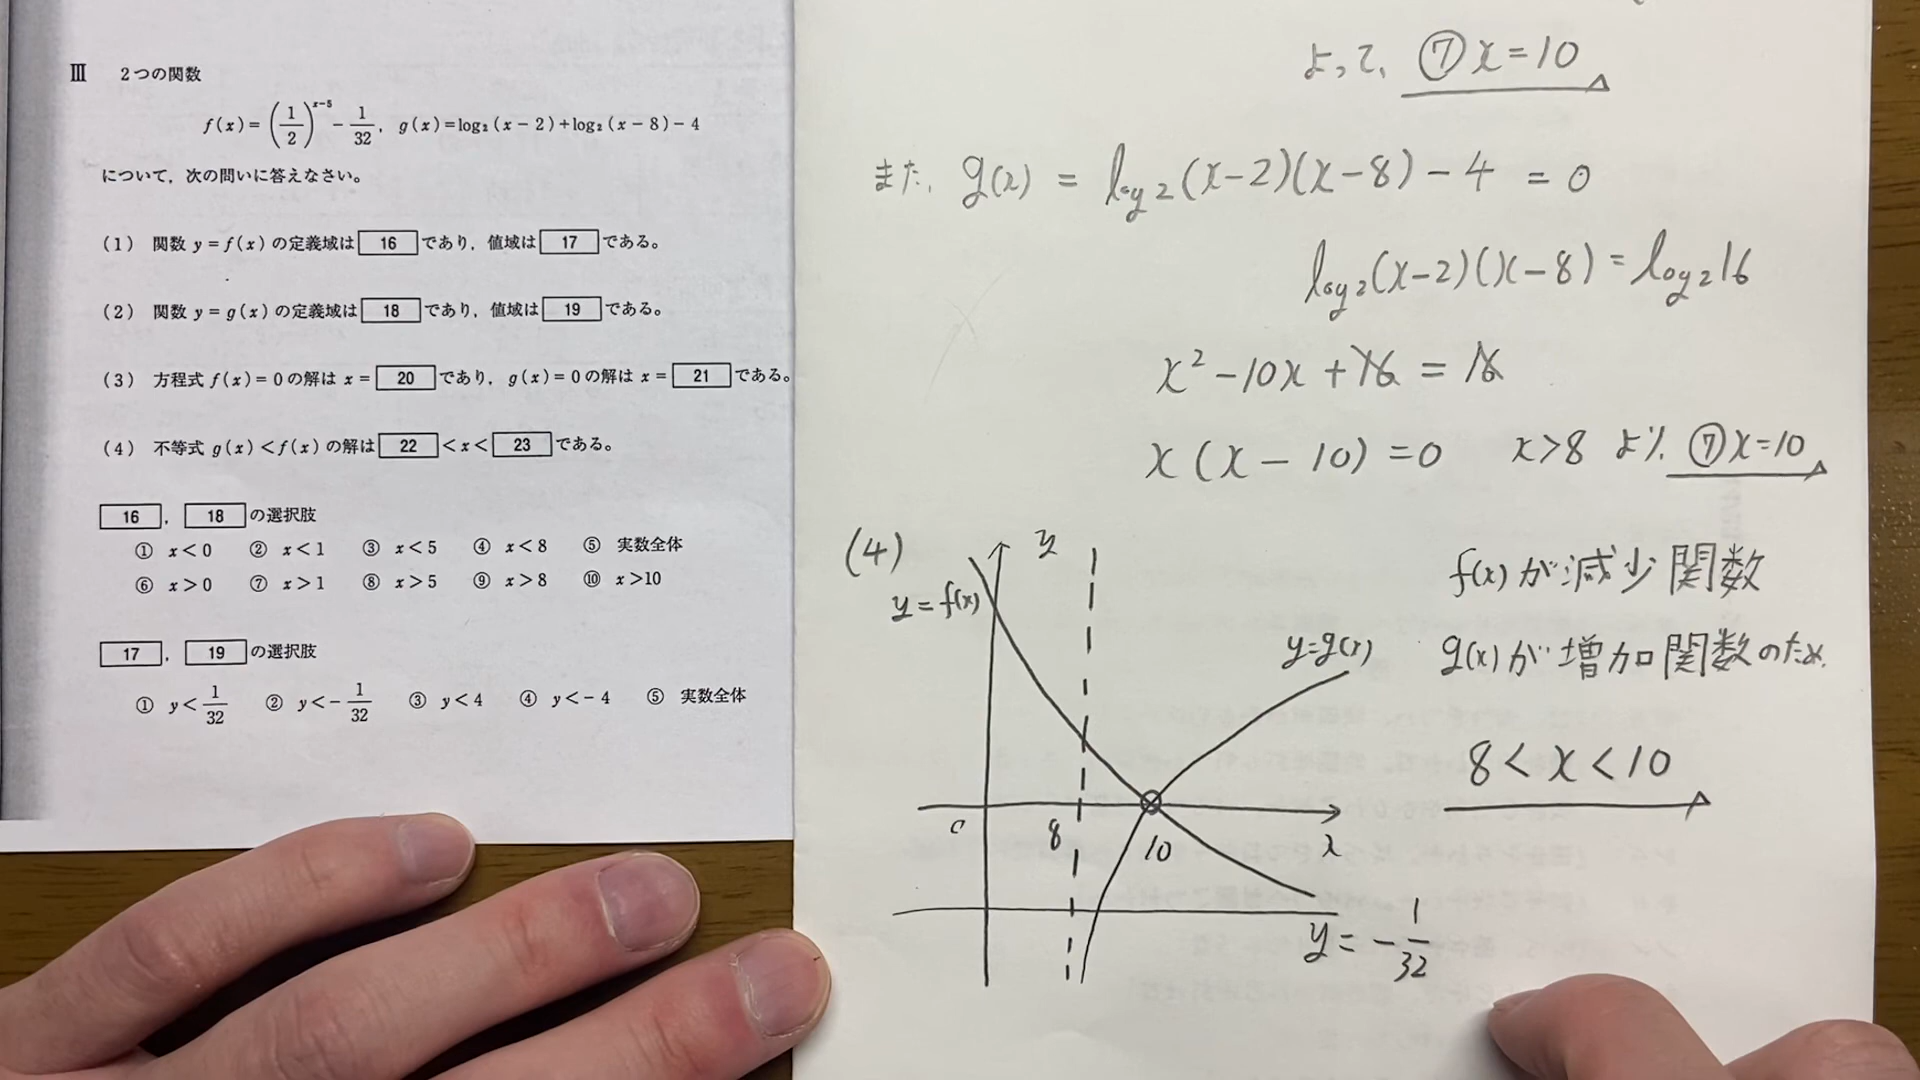 Ⅲ 2つの関数
f(x)=(1/2)^{x-5}-1/32, g(x)=log₂(x-2)+log₂(x-8)-4
について,次の問いに答えなさい。
(1) 関数 y=f(x) の定義域は 16 であり,値域は 17 である。
(2) 関数 y=g(x) の定義域は 18 であり,値域は 19 である。
(3) 方程式 f(x)=0 の解は x= 20 であり,g(x)=0 の解は x= 21 である。
(4) 不等式 g(x)<f(x) の解は 22 <x< 23 である。
16 , 18 の選択肢
① x<0 ② x<1 ③ x<5 ④ x<8 ⑤ 実数全体
⑥ x>0 ⑦ x>1 ⑧ x>5 ⑨ x>8 ⑩ x>10
17 , 19 の選択肢
① y<1/32 ② y<-1/32 ③ y<4 ④ y<-4 ⑤ 実数全体
よって、⑦x=10
また、g(x) = log₂(x-2)(x-8)-4 = 0
log₂(x-2)(x-8)=log₂16
x²-10x+16=16
x(x-10)=0 x>8 より、⑦x=10
(4)
y
y=f(x)
y=g(x)
0
8
10
x
y=-1/32
f(x)が減少関数
g(x)が増加関数のため、
8<x<10